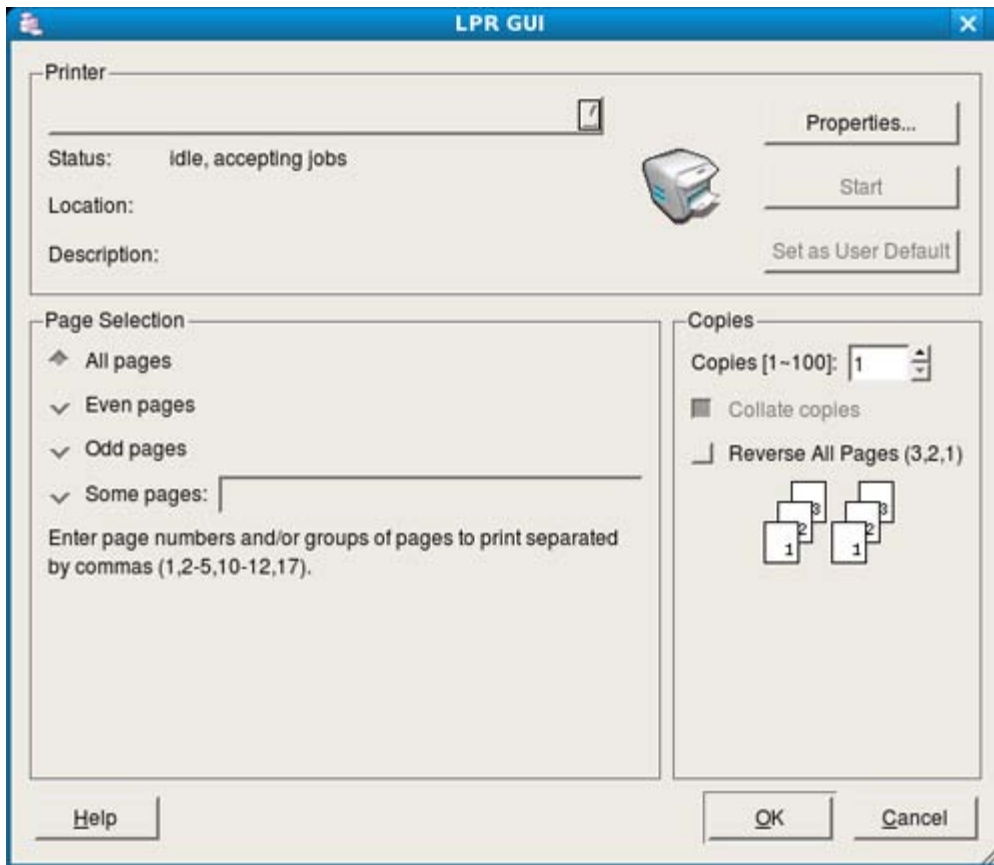 LPR GUI
Printer
Properties...
Status: idle, accepting jobs
Start
Location:
Set as User Default
Description:
Page Selection
All pages
Even pages
Odd pages
Some pages:
Enter page numbers and/or groups of pages to print separated
by commas (1,2-5,10-12,17).
Copies
Copies [1~100]: 1
Collate copies
Reverse All Pages (3,2,1)
3 3
2 2
1 1
Help
OK
Cancel